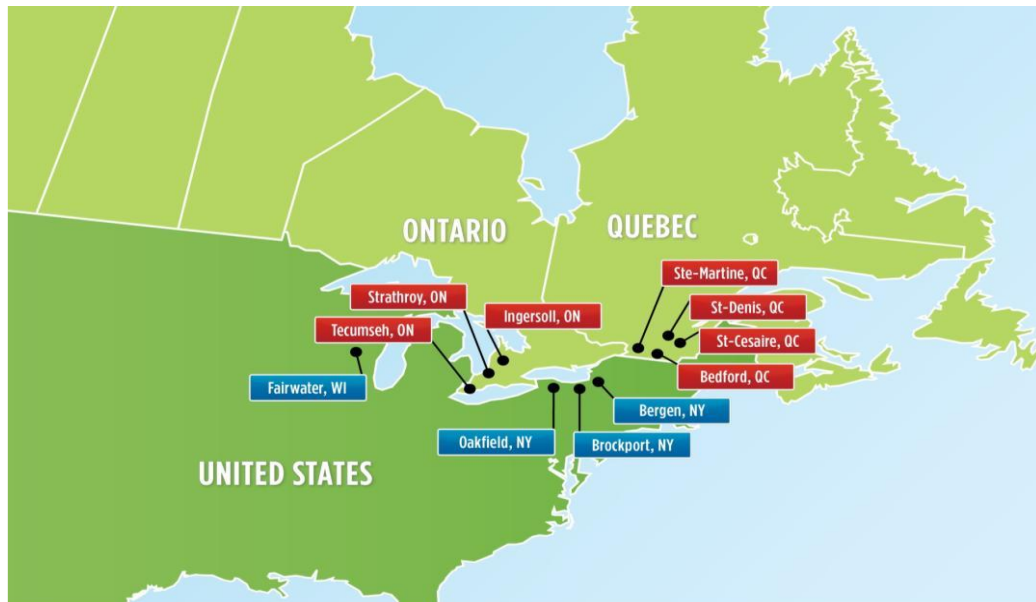 ONTARIO
QUEBEC
Ste-Martine, QC
Strathroy, ON
St-Denis, QC
Ingersoll, ON
Tecumseh, ON
St-Cesaire, QC
Bedford, QC
Fairwater, WI
Bergen, NY
Oakfield, NY
Brockport, NY
UNITED STATES